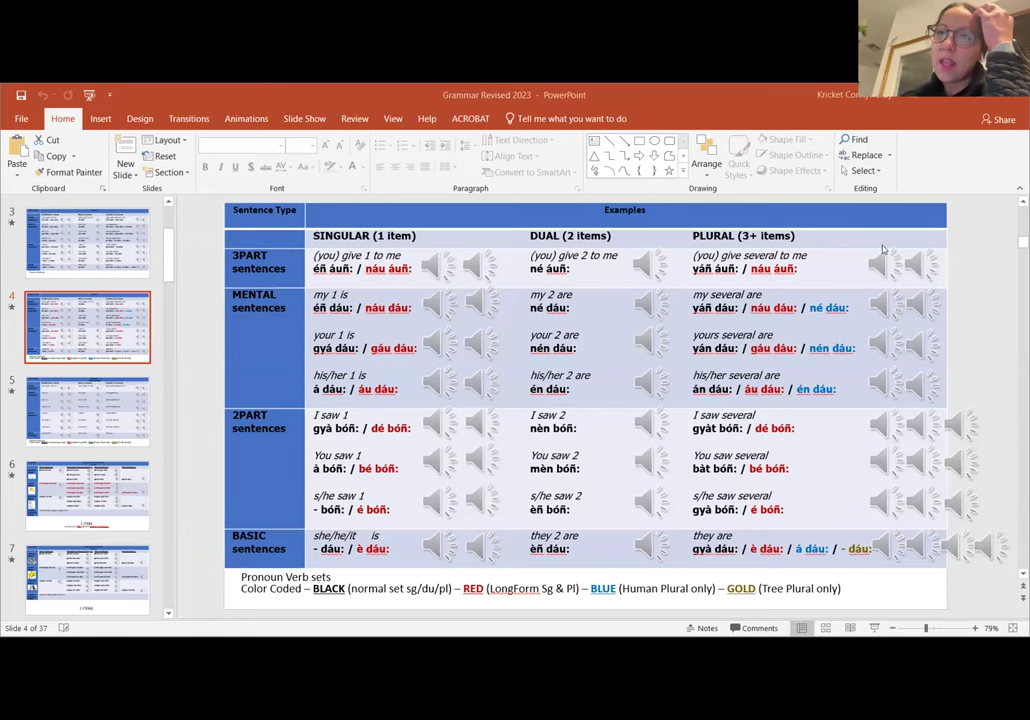 Grammar Revised 2023 - PowerPoint
File Home Insert Design Transitions Animations Slide Show Review View Help ACROBAT Tell me what you want to do Share
Paste
Cut
Copy
Format Painter
Clipboard
New Slide
Layout
Reset
Section
Slides
Font
Text Direction
Align Text
Convert to SmartArt
Paragraph
Arrange
Quick Styles
Shape Fill
Shape Outline
Shape Effects
Drawing
Find
Replace
Select
Editing
3
4
5
6
7
Sentence Type Examples
SINGULAR (1 item) DUAL (2 items) PLURAL (3+ items)
3PART sentences
(you) give 1 to me (you) give 2 to me (you) give several to me
éñ áuñ: / náu áuñ: né áuñ: yáñ áuñ: / náu áuñ:
MENTAL sentences
my 1 is my 2 are my several are
éñ dáu: / náu dáu: né dáu: yáñ dáu: / náu dáu: / né dáu:
your 1 is your 2 are yours several are
gyá dáu: / gáu dáu: nén dáu: yán dáu: / gáu dáu: / nén dáu:
his/her 1 is his/her 2 are his/her several are
á dáu: / áu dáu: én dáu: án dáu: / áu dáu: / én dáu:
2PART sentences
I saw 1 I saw 2 I saw several
gyà bóñ: / dé bóñ: nèn bóñ: gyàt bóñ: / dé bóñ:
You saw 1 You saw 2 You saw several
à bóñ: / bé bóñ: mèn bóñ: bàt bóñ: / bé bóñ:
s/he saw 1 s/he saw 2 s/he saw several
- bóñ: / é bóñ: èñ bóñ: gyà bóñ: / é bóñ:
BASIC sentences
she/he/it is they 2 are they are
- dáu: / è dáu: èñ dáu: gyà dáu: / è dáu: / á dáu: / - dáu:
Pronoun Verb sets
Color Coded – BLACK (normal set sg/du/pl) – RED (LongForm Sg & Pl) – BLUE (Human Plural only) – GOLD (Tree Plural only)
Slide 4 of 37 Notes Comments 79%